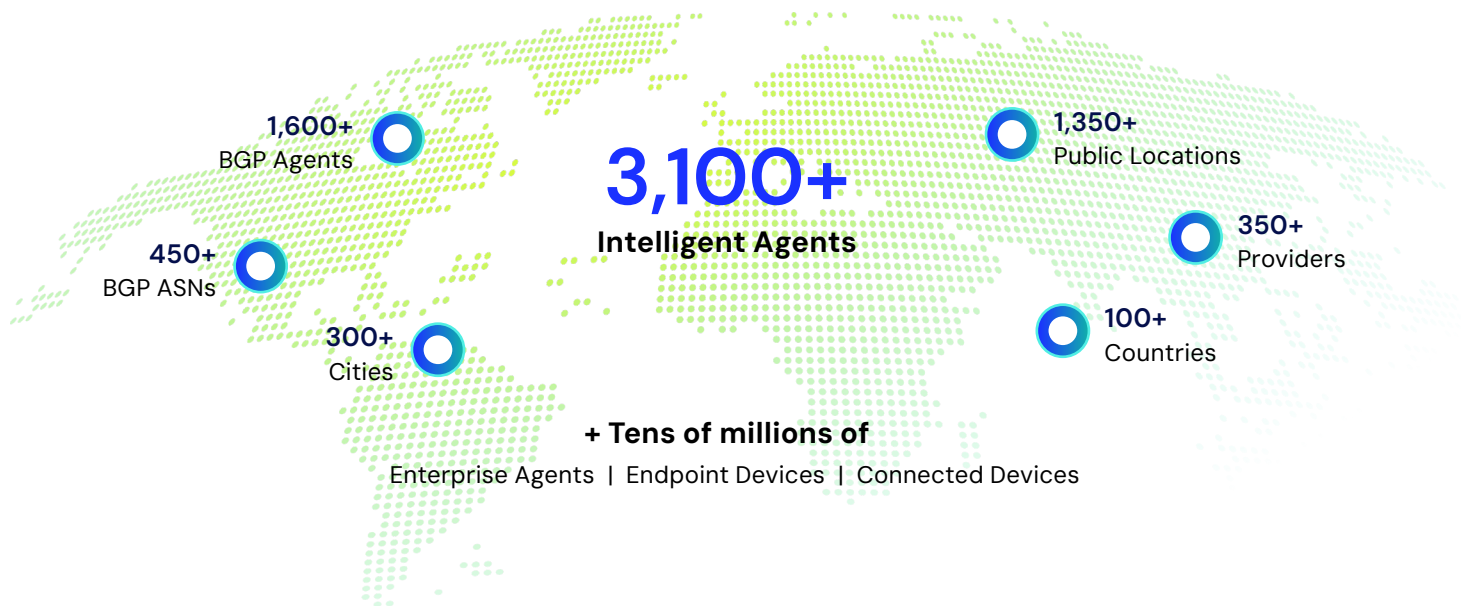 1,600+
BGP Agents
450+
BGP ASNs
300+
Cities
3,100+
Intelligent Agents
1,350+
Public Locations
350+
Providers
100+
Countries
+ Tens of millions of
Enterprise Agents | Endpoint Devices | Connected Devices